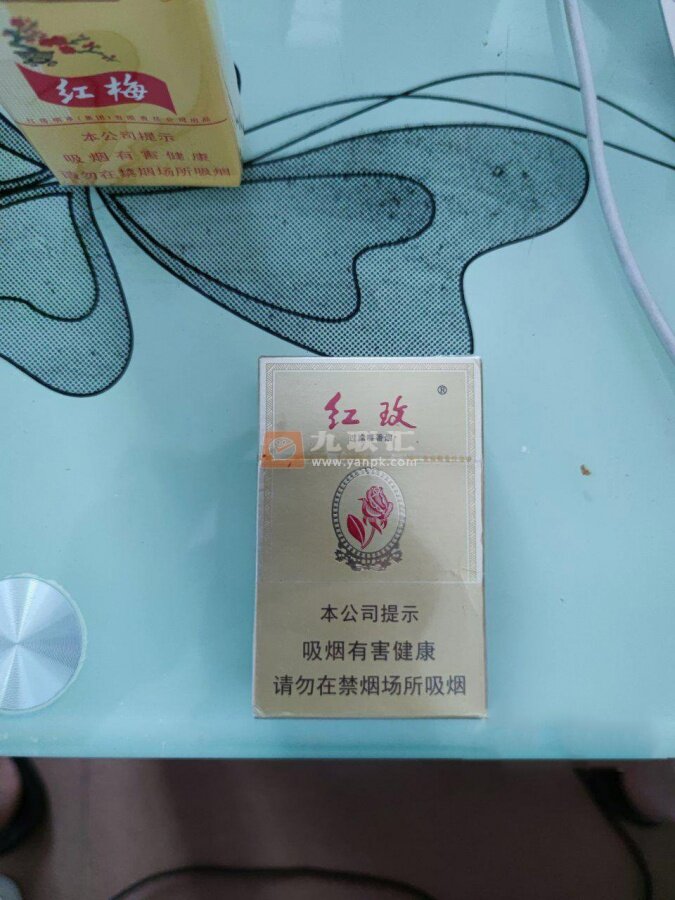 红梅
本公司提示
吸烟有害健康
请勿在禁烟场所吸烟
红玫®
九联汇
www.yanpk.com
本公司提示
吸烟有害健康
请勿在禁烟场所吸烟